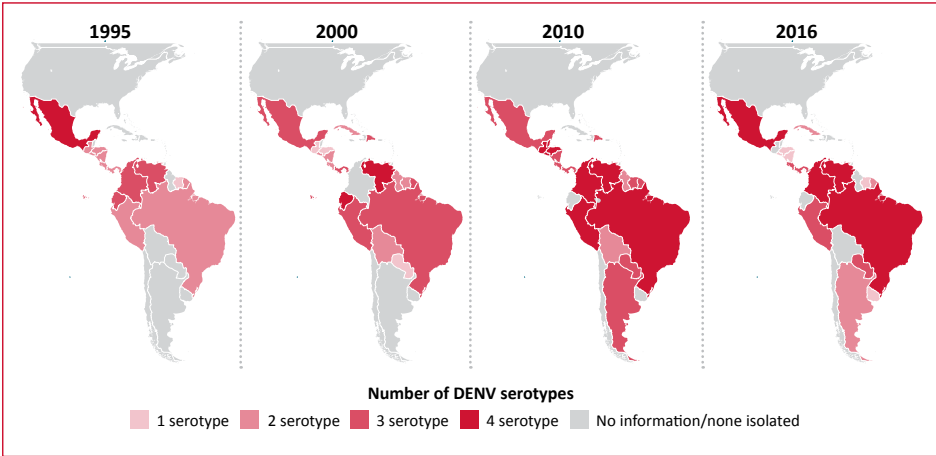 1995
2000
2010
2016
Number of DENV serotypes
1 serotype
2 serotype
3 serotype
4 serotype
No information/none isolated